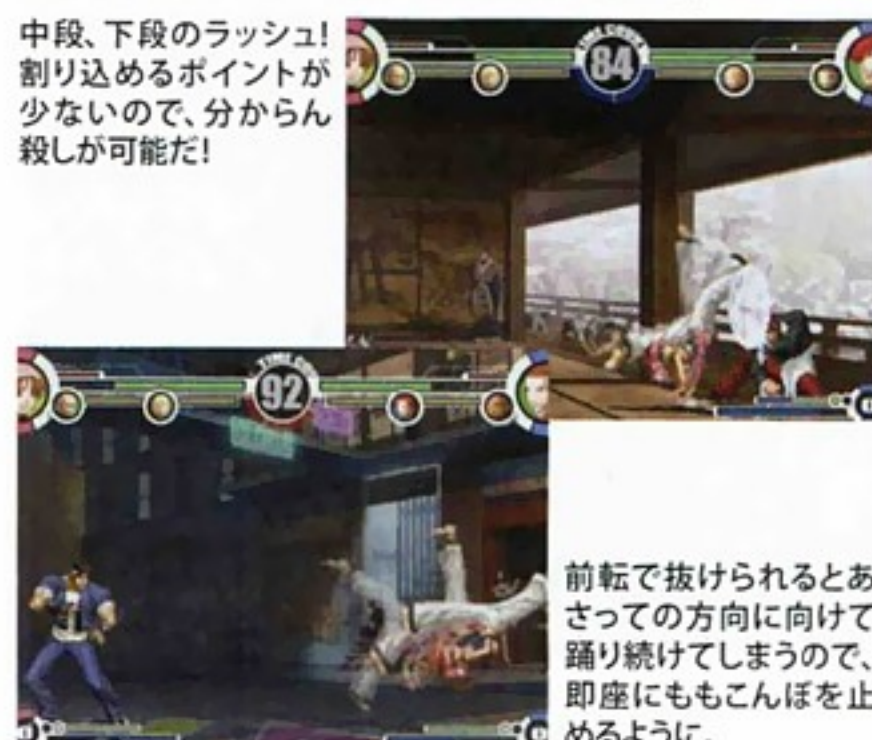 中段、下段のラッシュ!
割り込めるポイントが
少ないので、分からん
殺しが可能だ!
TIME COUNT
84
TIME COUNT
92
前転で抜けられるとあ
さっての方向に向けて
踊り続けてしまうので、
即座にももこんぼを止
めるように。